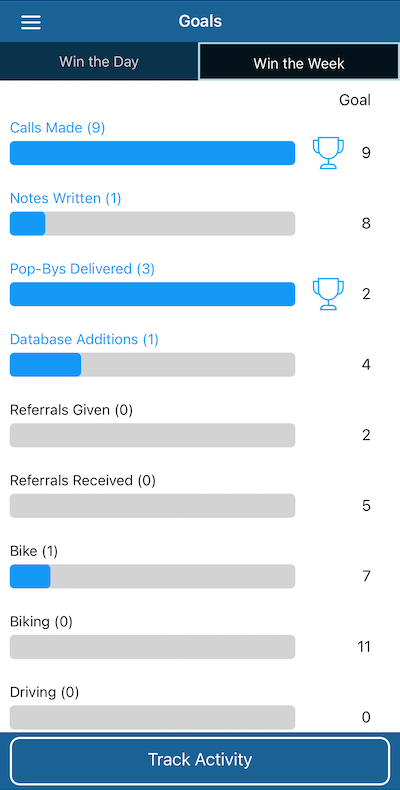 Goals
Win the Day
Win the Week
Goal
Calls Made (9)
9
Notes Written (1)
8
Pop-Bys Delivered (3)
2
Database Additions (1)
4
Referrals Given (0)
2
Referrals Received (0)
5
Bike (1)
7
Biking (0)
11
Driving (0)
0
Track Activity